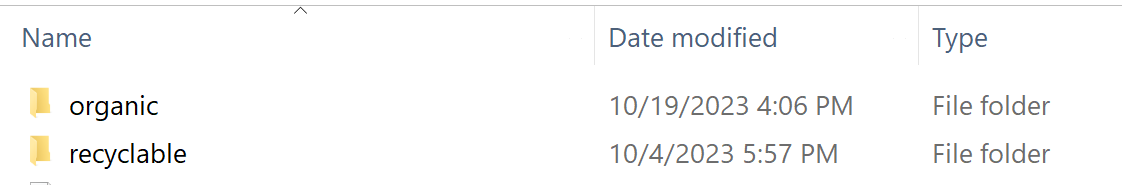 Name Date modified Type
organic 10/19/2023 4:06 PM File folder
recyclable 10/4/2023 5:57 PM File folder